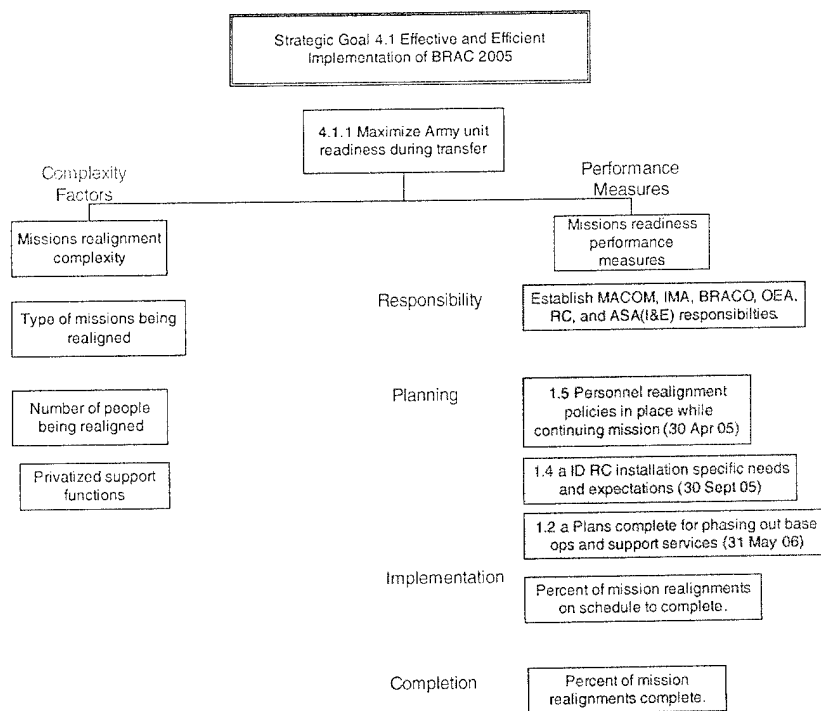 Strategic Goal 4.1 Effective and Efficient
Implementation of BRAC 2005
4.1.1 Maximize Army unit
readiness during transfer
Complexity
Factors
Missions realignment
complexity
Type of missions being
realigned
Number of people
being realigned
Privatized support
functions
Performance
Measures
Missions readiness
performance
measures
Responsibility
Establish MACOM, IMA, BRACO, OEA,
RC, and ASA(I&E) responsibilties.
Planning
1.5 Personnel realignment
policies in place while
continuing mission (30 Apr 05)
1.4 a ID RC installation specific needs
and expectations (30 Sept 05)
1.2 a Plans complete for phasing out base
ops and support services (31 May 06)
Implementation
Percent of mission realignments
on schedule to complete.
Completion
Percent of mission
realignments complete.